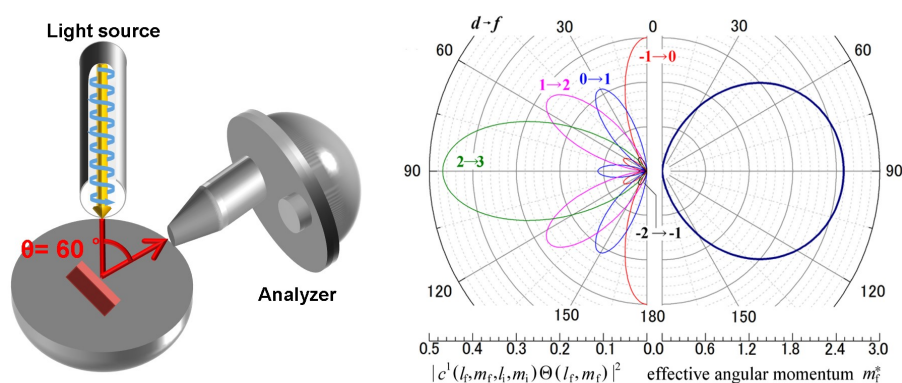 Light source
θ= 60°
Analyzer
d→f
0
30
30
60
60
-1→0
0→1
1→2
2→3
90
90
-2→-1
120
120
150
180
150
0.5 0.4 0.3 0.2 0.1 0.0 0.6 1.2 1.8 2.4 3.0
|c¹(lf,mf,li,mi)Θ(lf,mf)|² effective angular momentum mf*